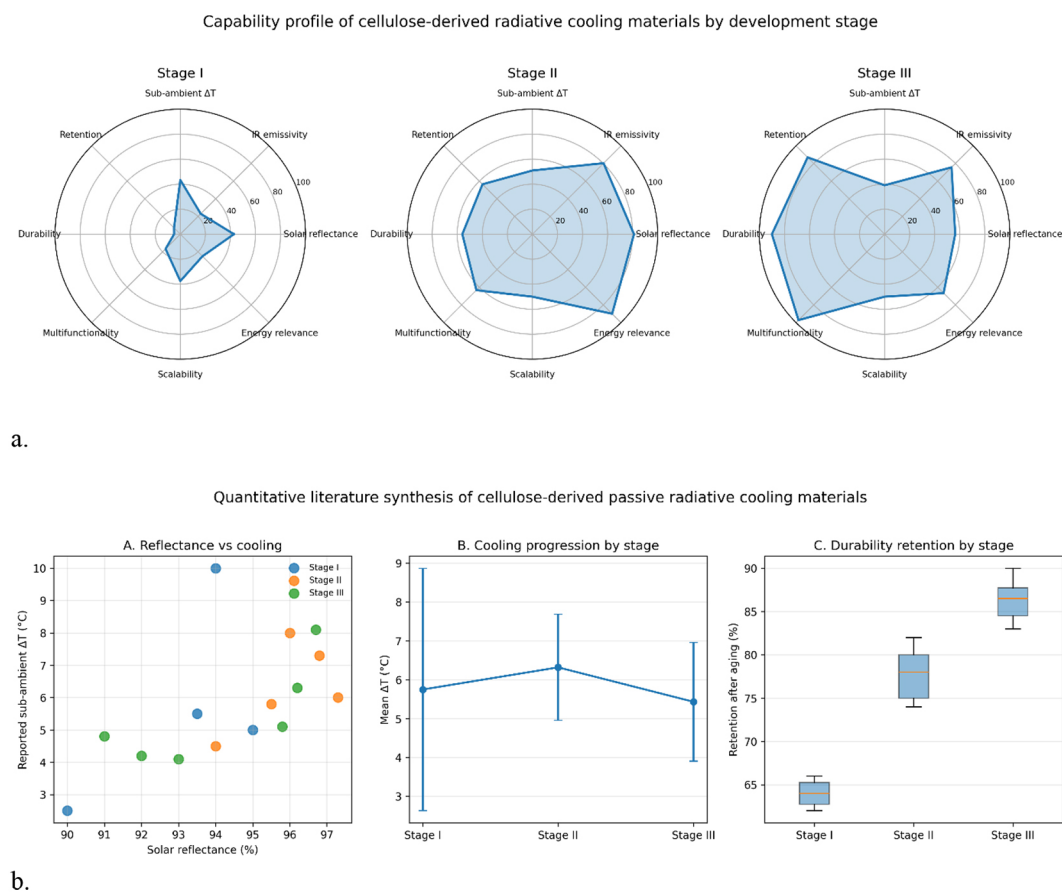 Capability profile of cellulose-derived radiative cooling materials by development stage
Stage I
Sub-ambient ΔT
Retention
IR emissivity
100
80
60
40
20
Durability
Solar reflectance
Multifunctionality
Energy relevance
Scalability
Stage II
Sub-ambient ΔT
Retention
IR emissivity
100
80
60
40
20
Durability
Solar reflectance
Multifunctionality
Energy relevance
Scalability
Stage III
Sub-ambient ΔT
Retention
IR emissivity
100
80
60
40
20
Durability
Solar reflectance
Multifunctionality
Energy relevance
Scalability
a.
Quantitative literature synthesis of cellulose-derived passive radiative cooling materials
A. Reflectance vs cooling
Stage I
Stage II
Stage III
Reported sub-ambient ΔT (°C)
10
9
8
7
6
5
4
3
90 91 92 93 94 95 96 97
Solar reflectance (%)
B. Cooling progression by stage
Mean ΔT (°C)
9
8
7
6
5
4
3
Stage I Stage II Stage III
C. Durability retention by stage
Retention after aging (%)
90
85
80
75
70
65
Stage I Stage II Stage III
b.